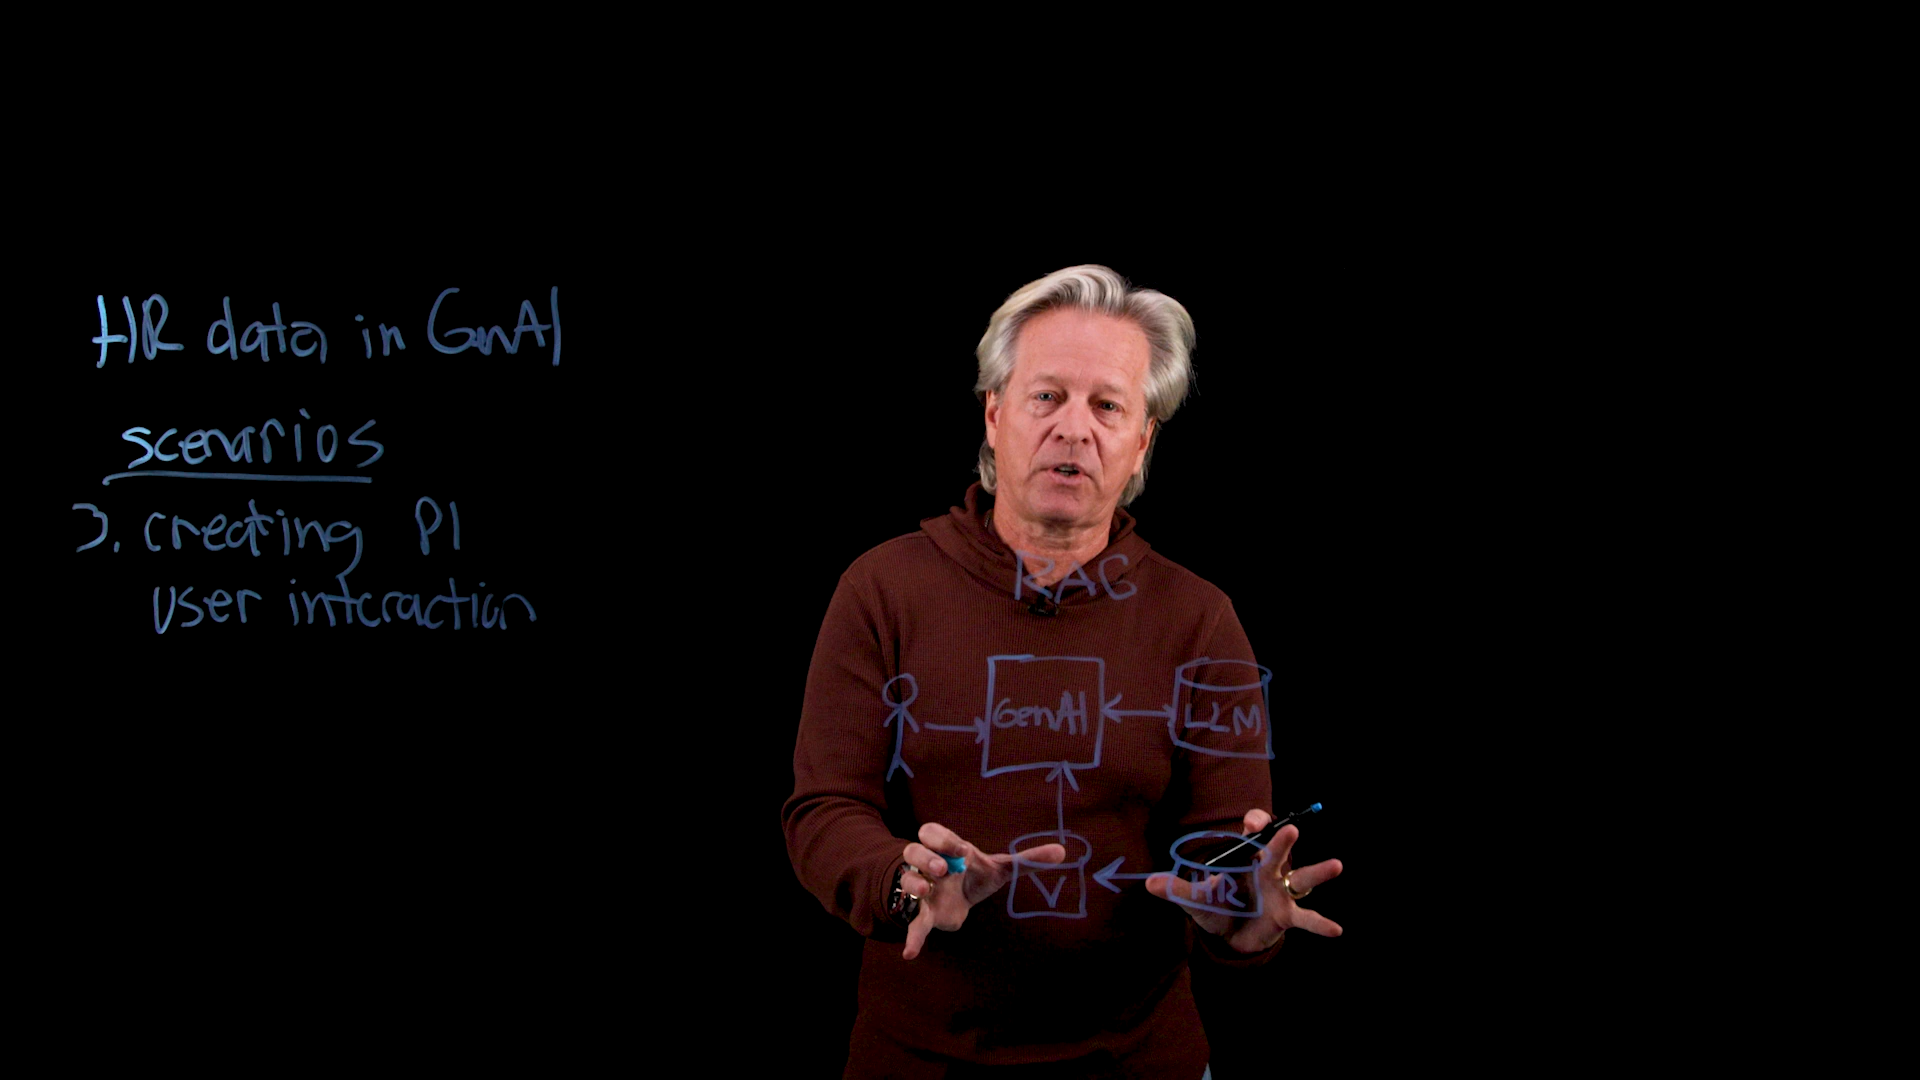 HR data in GenAI
scenarios
3. creating PI
user interaction
RAG
GenAI
LLM
V
HR